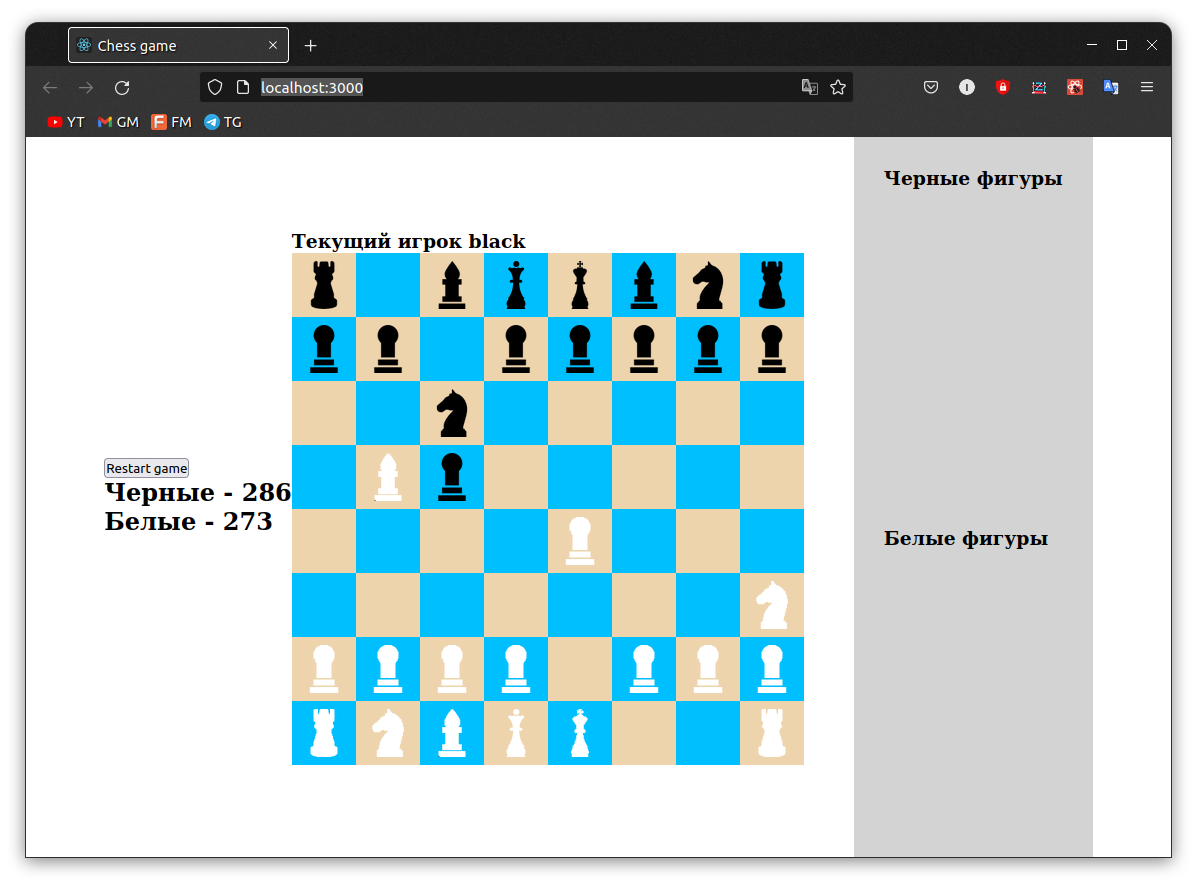 Chess game
localhost:3000
YT GM FM TG
Черные фигуры
Текущий игрок black
Restart game
Черные - 286
Белые - 273
Белые фигуры